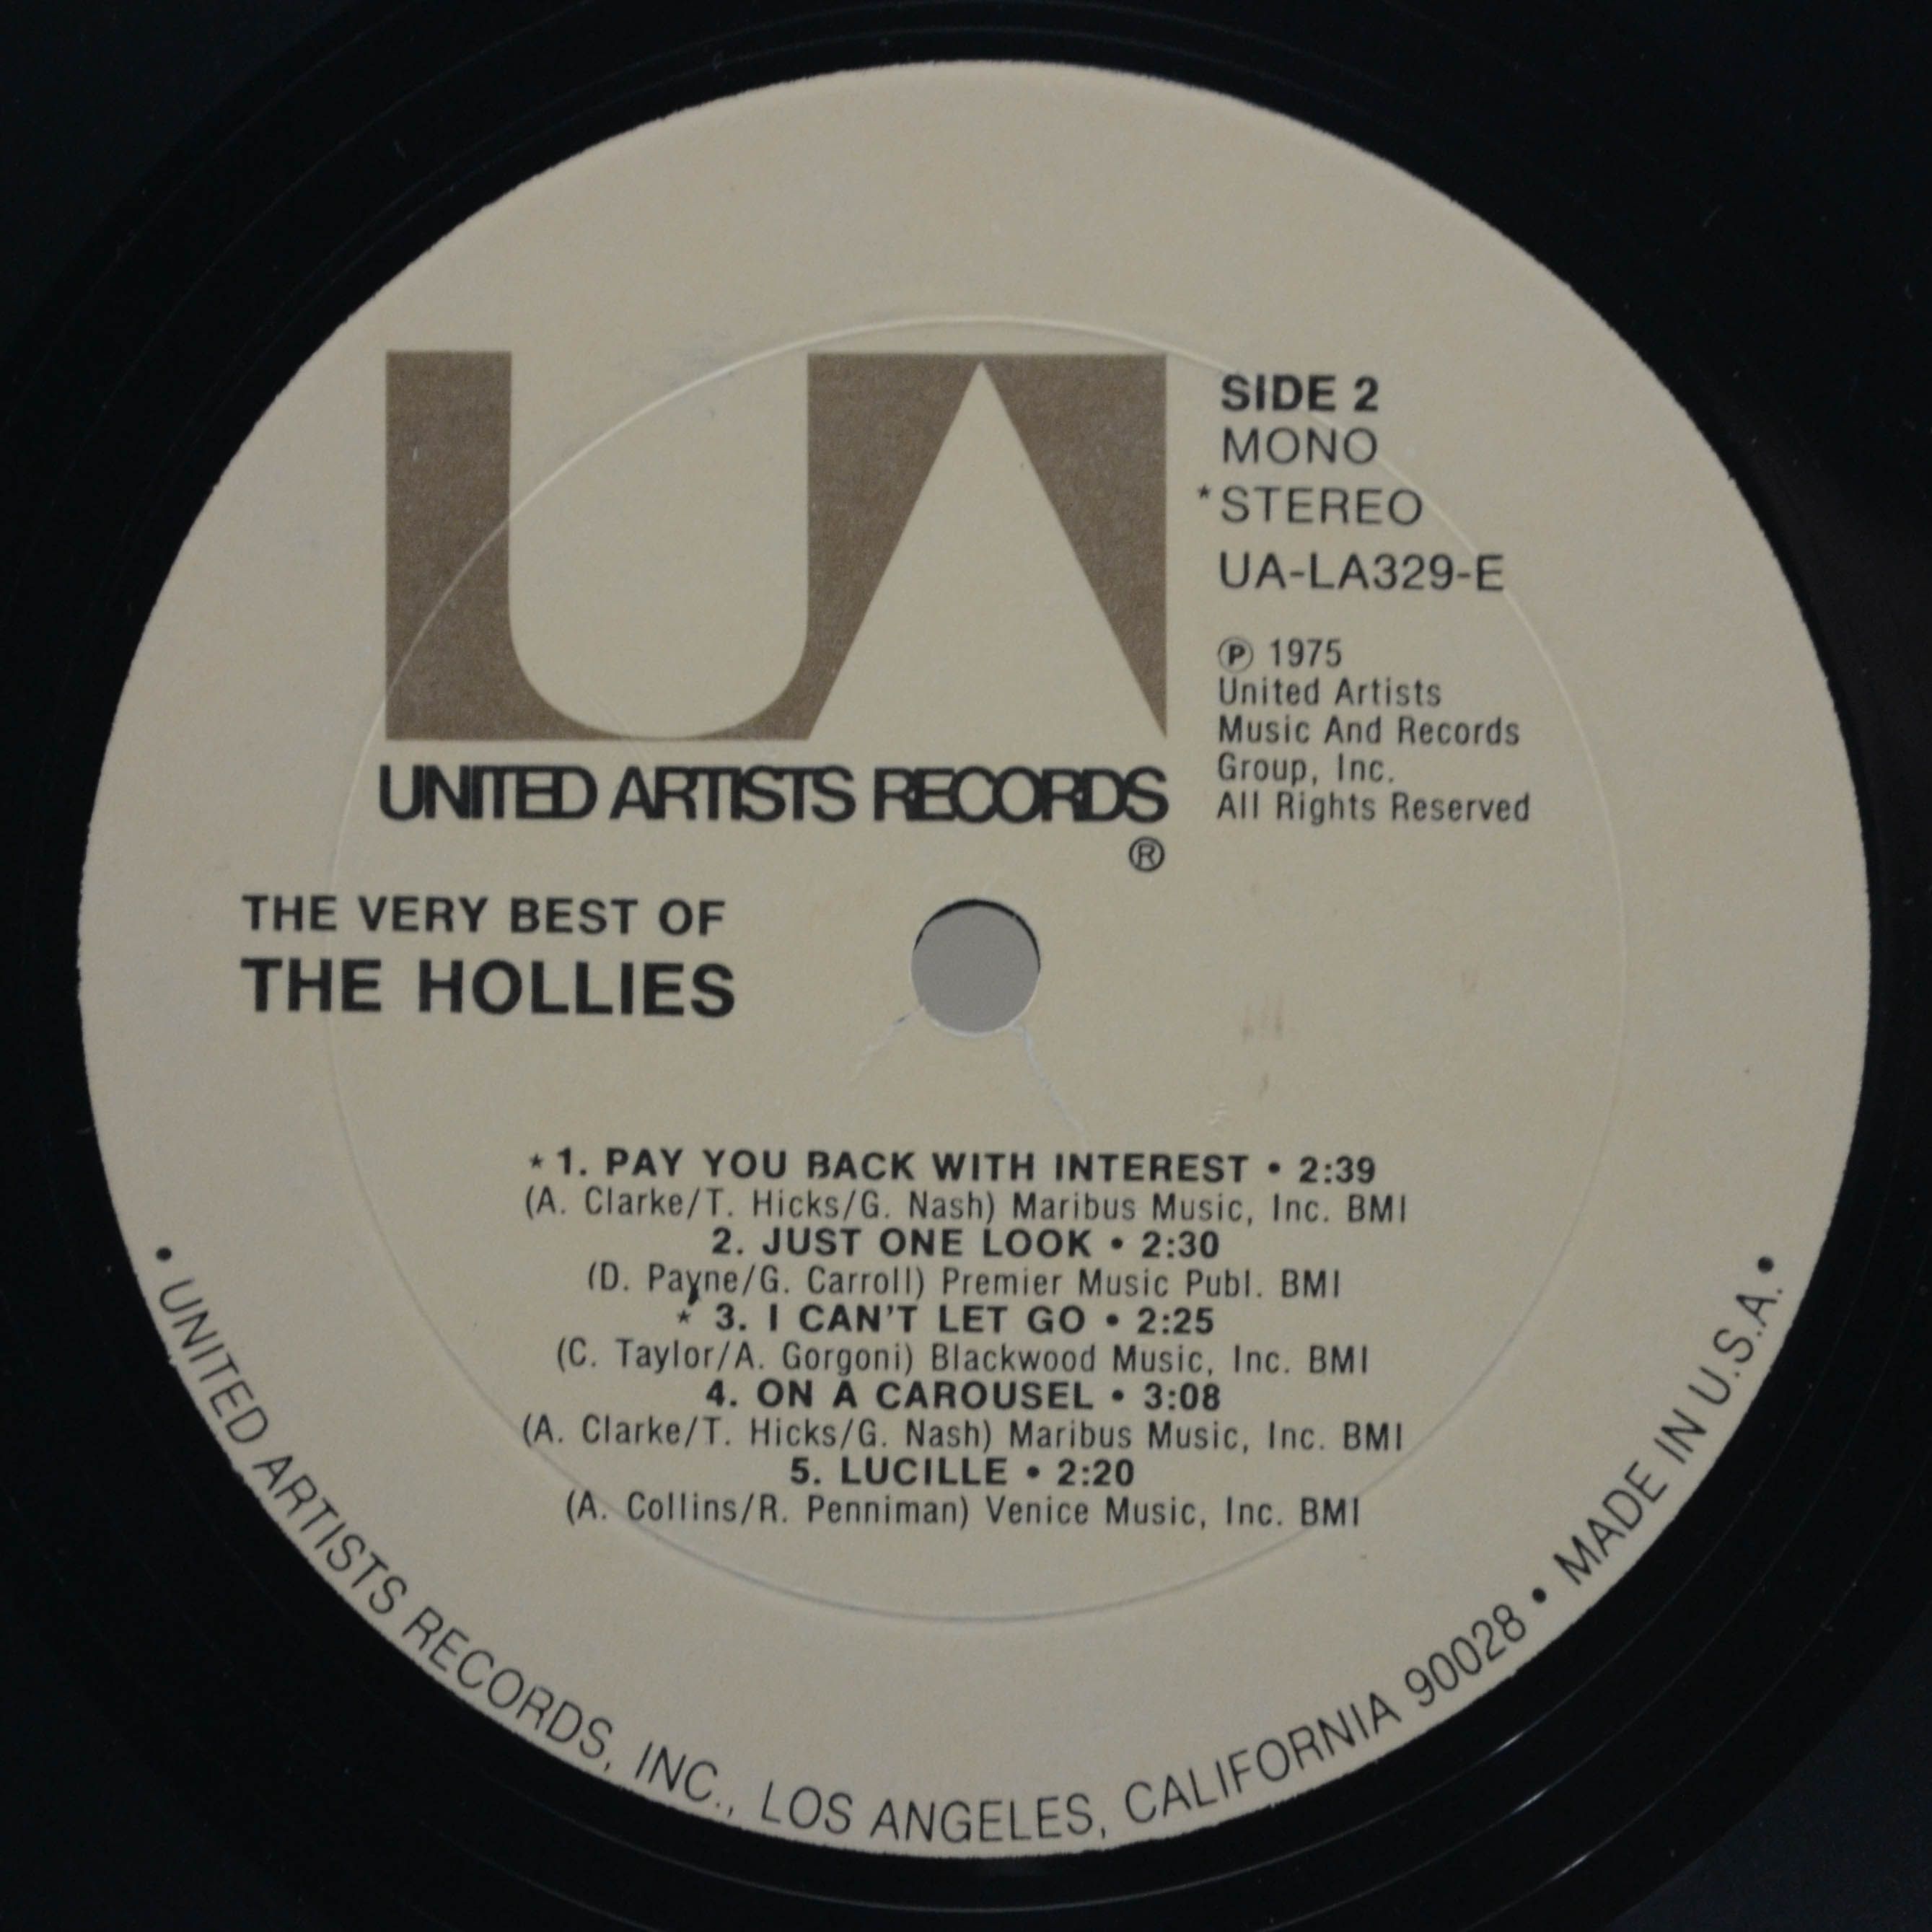 UA
UNITED ARTISTS RECORDS
®
SIDE 2
MONO
*STEREO
UA-LA329-E
℗ 1975
United Artists
Music And Records
Group, Inc.
All Rights Reserved
THE VERY BEST OF
THE HOLLIES
* 1. PAY YOU BACK WITH INTEREST • 2:39
(A. Clarke/T. Hicks/G. Nash) Maribus Music, Inc. BMI
2. JUST ONE LOOK • 2:30
(D. Payne/G. Carroll) Premier Music Publ. BMI
* 3. I CAN'T LET GO • 2:25
(C. Taylor/A. Gorgoni) Blackwood Music, Inc. BMI
4. ON A CAROUSEL • 3:08
(A. Clarke/T. Hicks/G. Nash) Maribus Music, Inc. BMI
5. LUCILLE • 2:20
(A. Collins/R. Penniman) Venice Music, Inc. BMI
• UNITED ARTISTS RECORDS, INC., LOS ANGELES, CALIFORNIA 90028 • MADE IN U.S.A. •